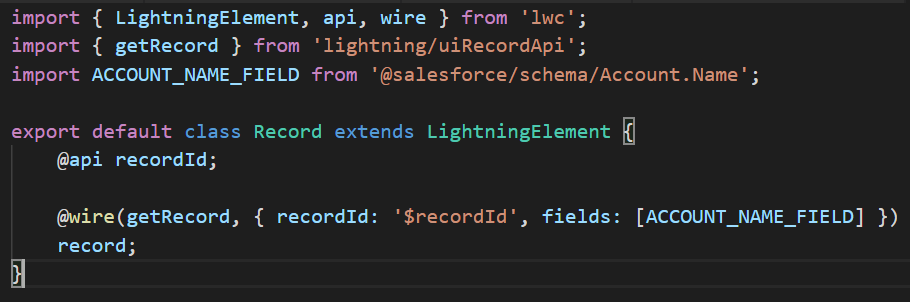 import { LightningElement, api, wire } from 'lwc';
import { getRecord } from 'lightning/uiRecordApi';
import ACCOUNT_NAME_FIELD from '@salesforce/schema/Account.Name';
export default class Record extends LightningElement {
@api recordId;
@wire(getRecord, { recordId: '$recordId', fields: [ACCOUNT_NAME_FIELD] })
record;
}